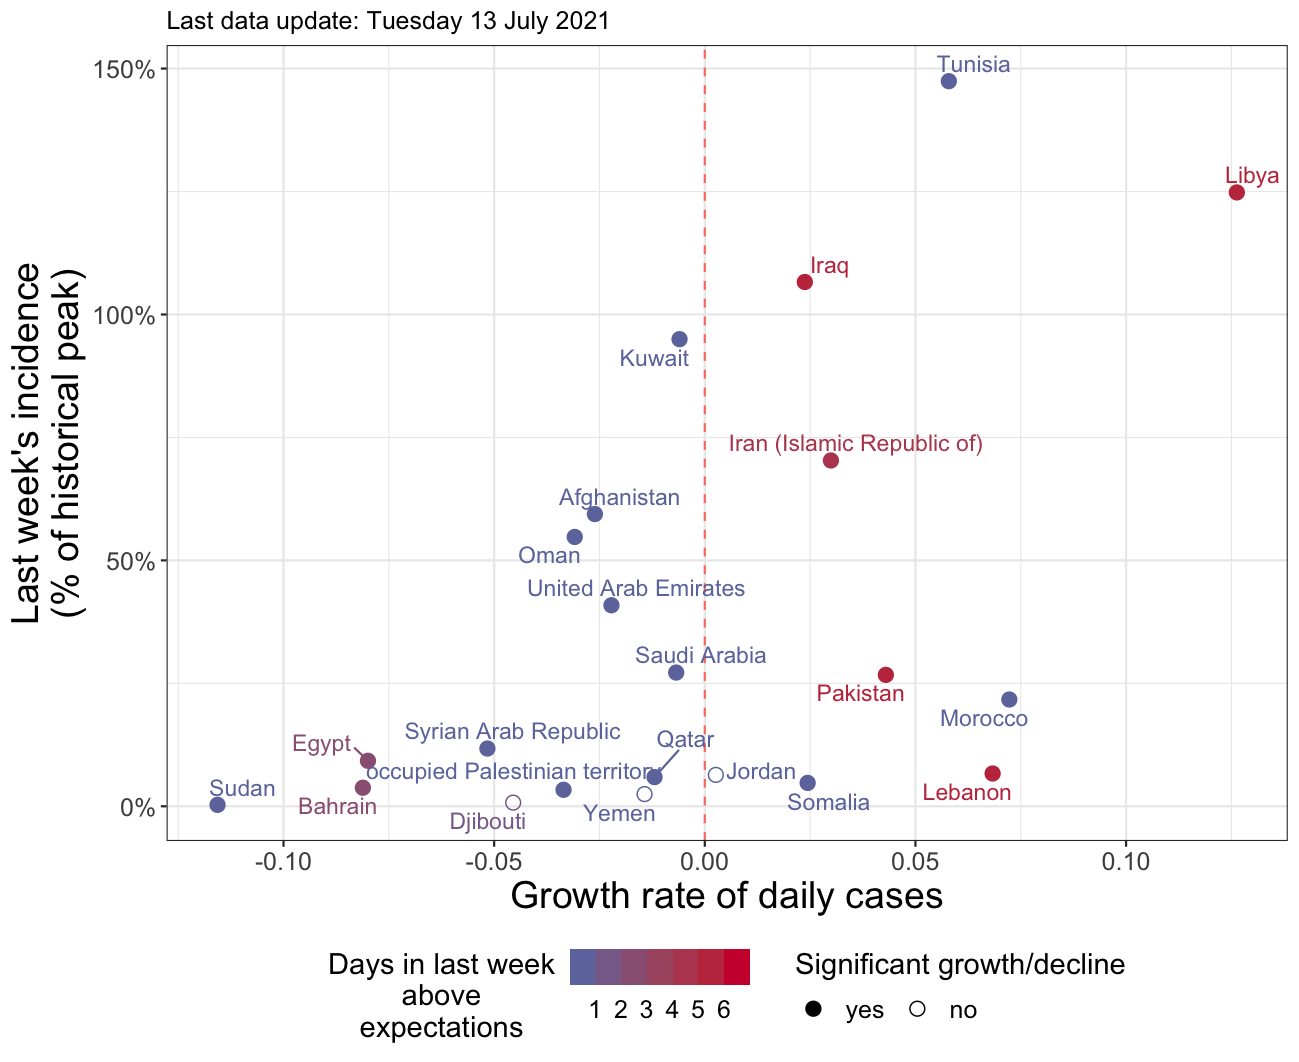 Last data update: Tuesday 13 July 2021
150%
100%
50%
0%
Last week's incidence
(% of historical peak)
Tunisia
Libya
Iraq
Kuwait
Iran (Islamic Republic of)
Afghanistan
Oman
United Arab Emirates
Saudi Arabia
Pakistan
Morocco
Syrian Arab Republic
Qatar
Egypt
occupied Palestinian territory
Jordan
Sudan
Bahrain
Djibouti
Yemen
Somalia
Lebanon
-0.10 -0.05 0.00 0.05 0.10
Growth rate of daily cases
Days in last week
above
expectations
1 2 3 4 5 6
Significant growth/decline
yes no